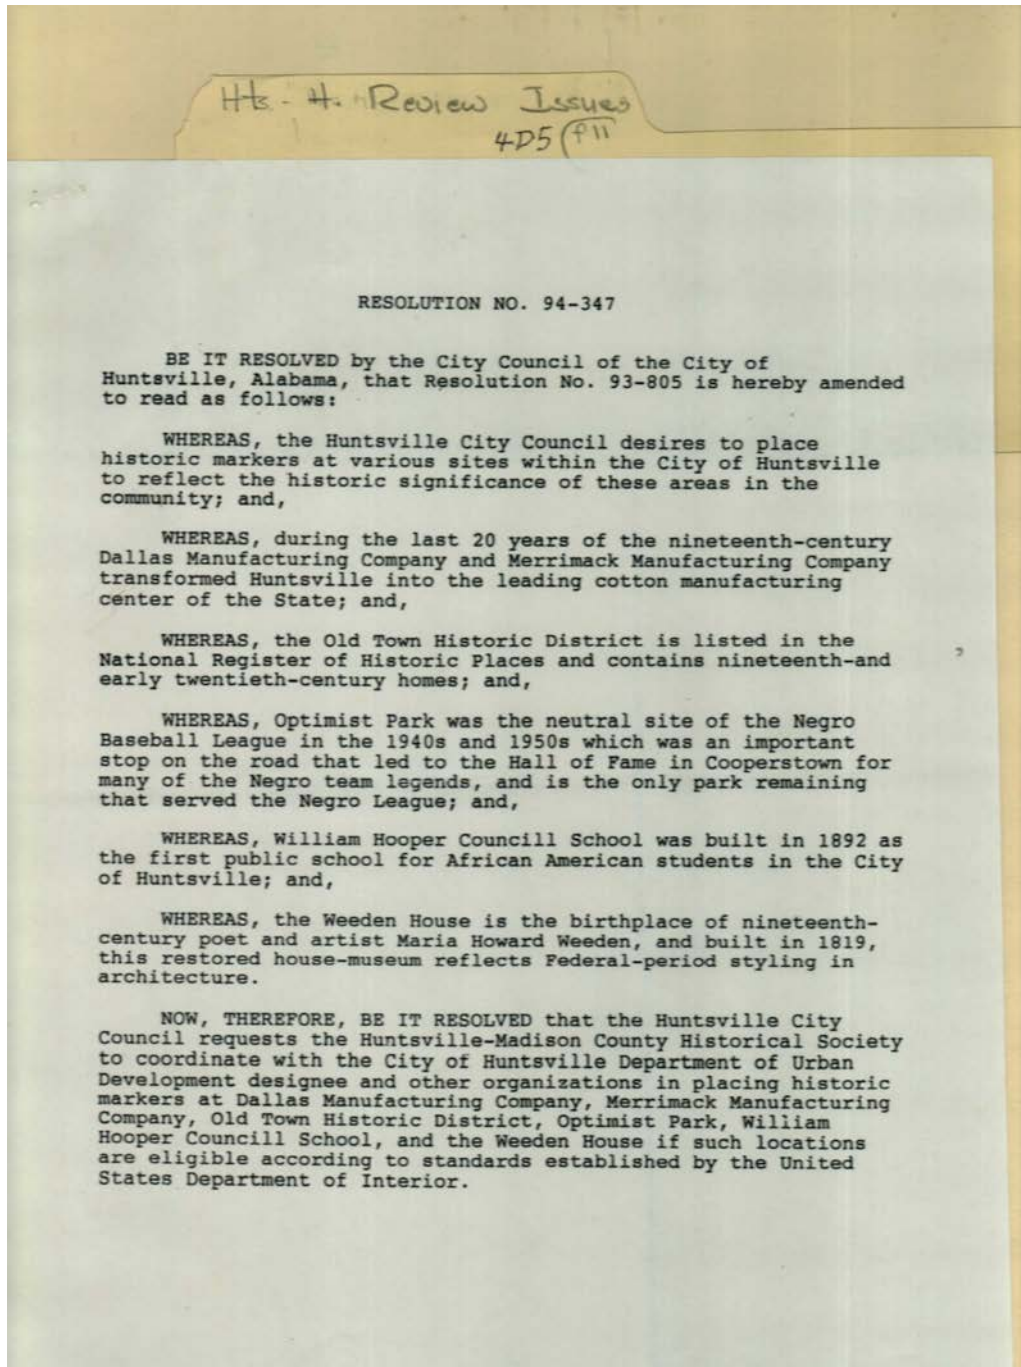 Hts - H. Review Issues
4D5 (f11
RESOLUTION NO. 94-347
BE IT RESOLVED by the City Council of the City of
Huntsville, Alabama, that Resolution No. 93-805 is hereby amended
to read as follows:
WHEREAS, the Huntsville City Council desires to place
historic markers at various sites within the City of Huntsville
to reflect the historic significance of these areas in the
community; and,
WHEREAS, during the last 20 years of the nineteenth-century
Dallas Manufacturing Company and Merrimack Manufacturing Company
transformed Huntsville into the leading cotton manufacturing
center of the State; and,
WHEREAS, the Old Town Historic District is listed in the
National Register of Historic Places and contains nineteenth-and
early twentieth-century homes; and,
WHEREAS, Optimist Park was the neutral site of the Negro
Baseball League in the 1940s and 1950s which was an important
stop on the road that led to the Hall of Fame in Cooperstown for
many of the Negro team legends, and is the only park remaining
that served the Negro League; and,
WHEREAS, William Hooper Councill School was built in 1892 as
the first public school for African American students in the City
of Huntsville; and,
WHEREAS, the Weeden House is the birthplace of nineteenth-
century poet and artist Maria Howard Weeden, and built in 1819,
this restored house-museum reflects Federal-period styling in
architecture.
NOW, THEREFORE, BE IT RESOLVED that the Huntsville City
Council requests the Huntsville-Madison County Historical Society
to coordinate with the City of Huntsville Department of Urban
Development designee and other organizations in placing historic
markers at Dallas Manufacturing Company, Merrimack Manufacturing
Company, Old Town Historic District, Optimist Park, William
Hooper Councill School, and the Weeden House if such locations
are eligible according to standards established by the United
States Department of Interior.